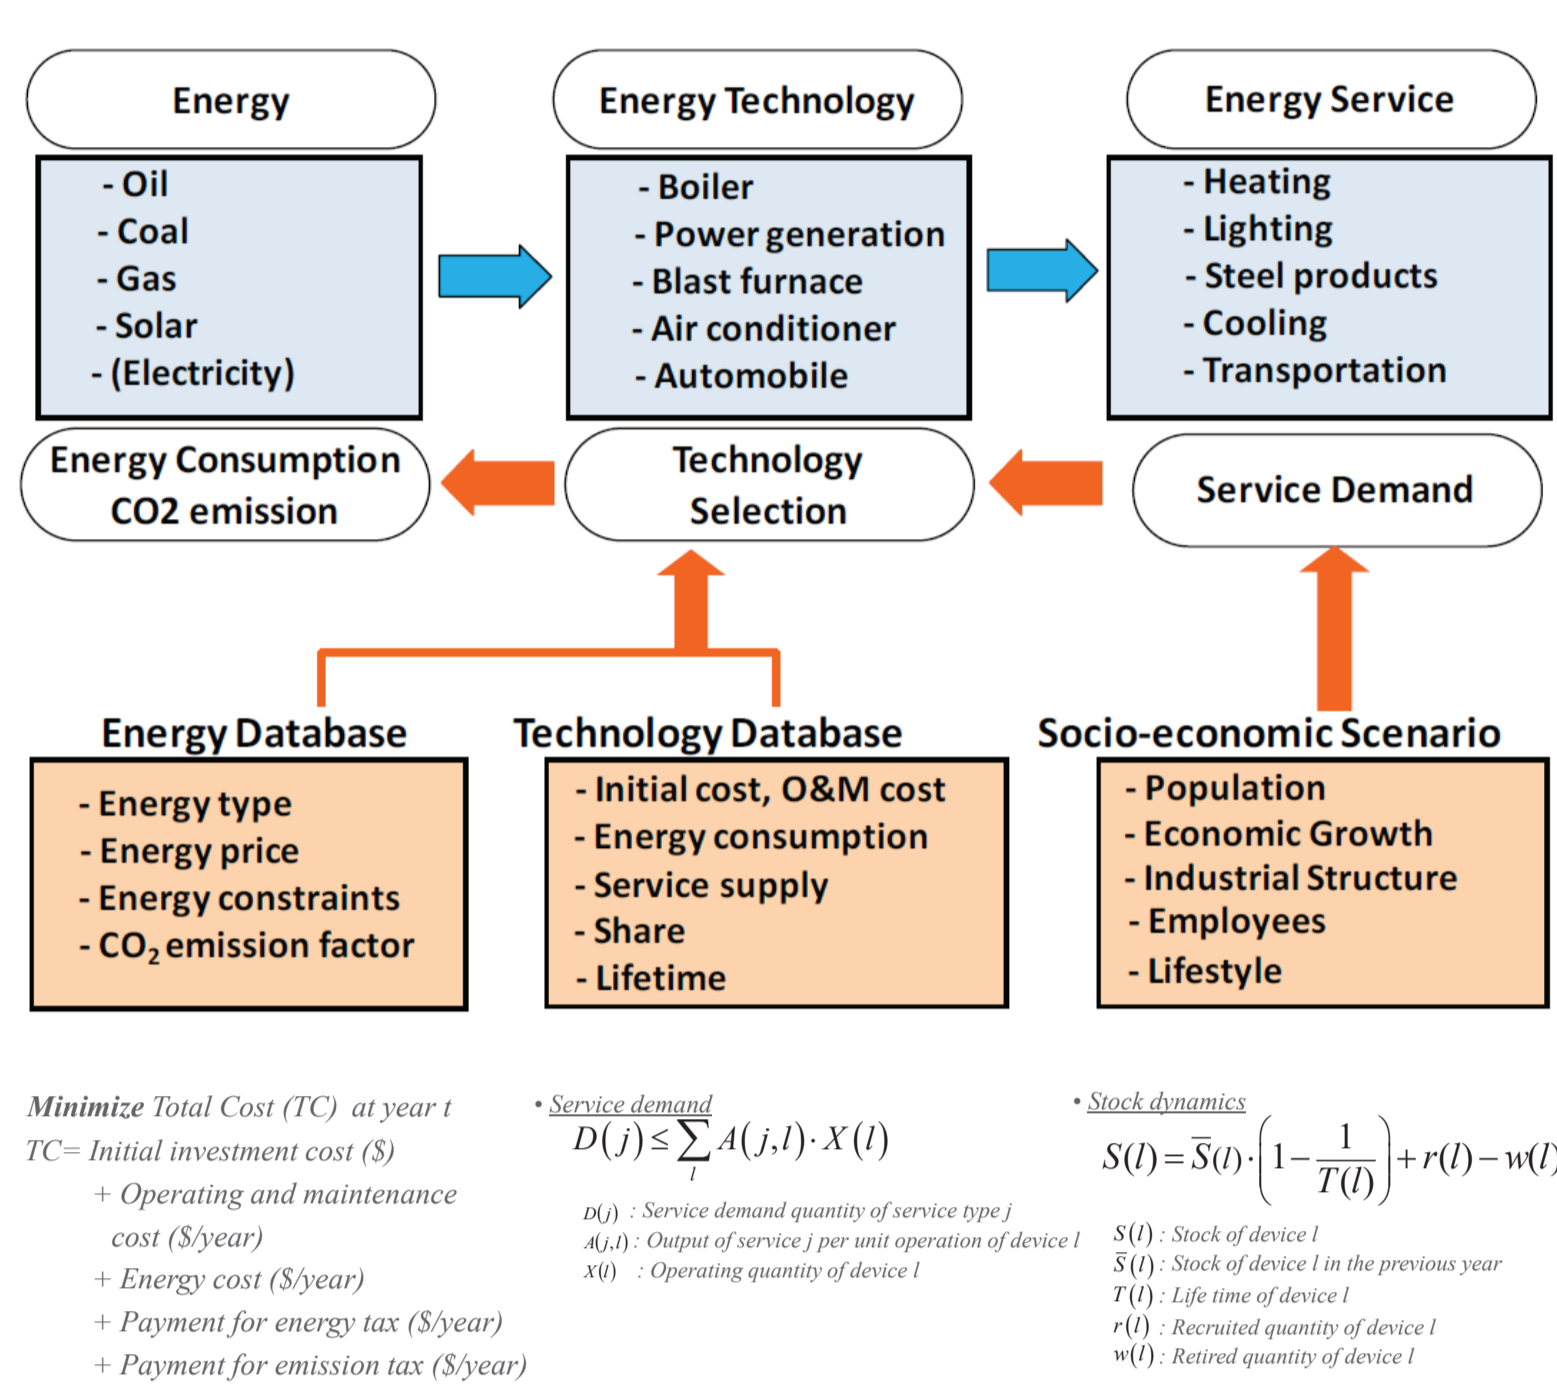 Energy
- Oil
- Coal
- Gas
- Solar
- (Electricity)
Energy Technology
- Boiler
- Power generation
- Blast furnace
- Air conditioner
- Automobile
Energy Service
- Heating
- Lighting
- Steel products
- Cooling
- Transportation
Energy Consumption
CO2 emission
Technology
Selection
Service Demand
Energy Database
- Energy type
- Energy price
- Energy constraints
- CO₂ emission factor
Technology Database
- Initial cost, O&M cost
- Energy consumption
- Service supply
- Share
- Lifetime
Socio-economic Scenario
- Population
- Economic Growth
- Industrial Structure
- Employees
- Lifestyle
Minimize Total Cost (TC) at year t
TC= Initial investment cost ($)
+ Operating and maintenance
cost ($/year)
+ Energy cost ($/year)
+ Payment for energy tax ($/year)
+ Payment for emission tax ($/year)
• Service demand
D(j) ≤ ∑_l A(j,l)·X(l)
D(j) : Service demand quantity of service type j
A(j,l) : Output of service j per unit operation of device l
X(l) : Operating quantity of device l
• Stock dynamics
S(l) = S̅(l)·(1 − 1/T(l)) + r(l) − w(l)
S(l) : Stock of device l
S̅(l) : Stock of device l in the previous year
T(l) : Life time of device l
r(l) : Recruited quantity of device l
w(l) : Retired quantity of device l